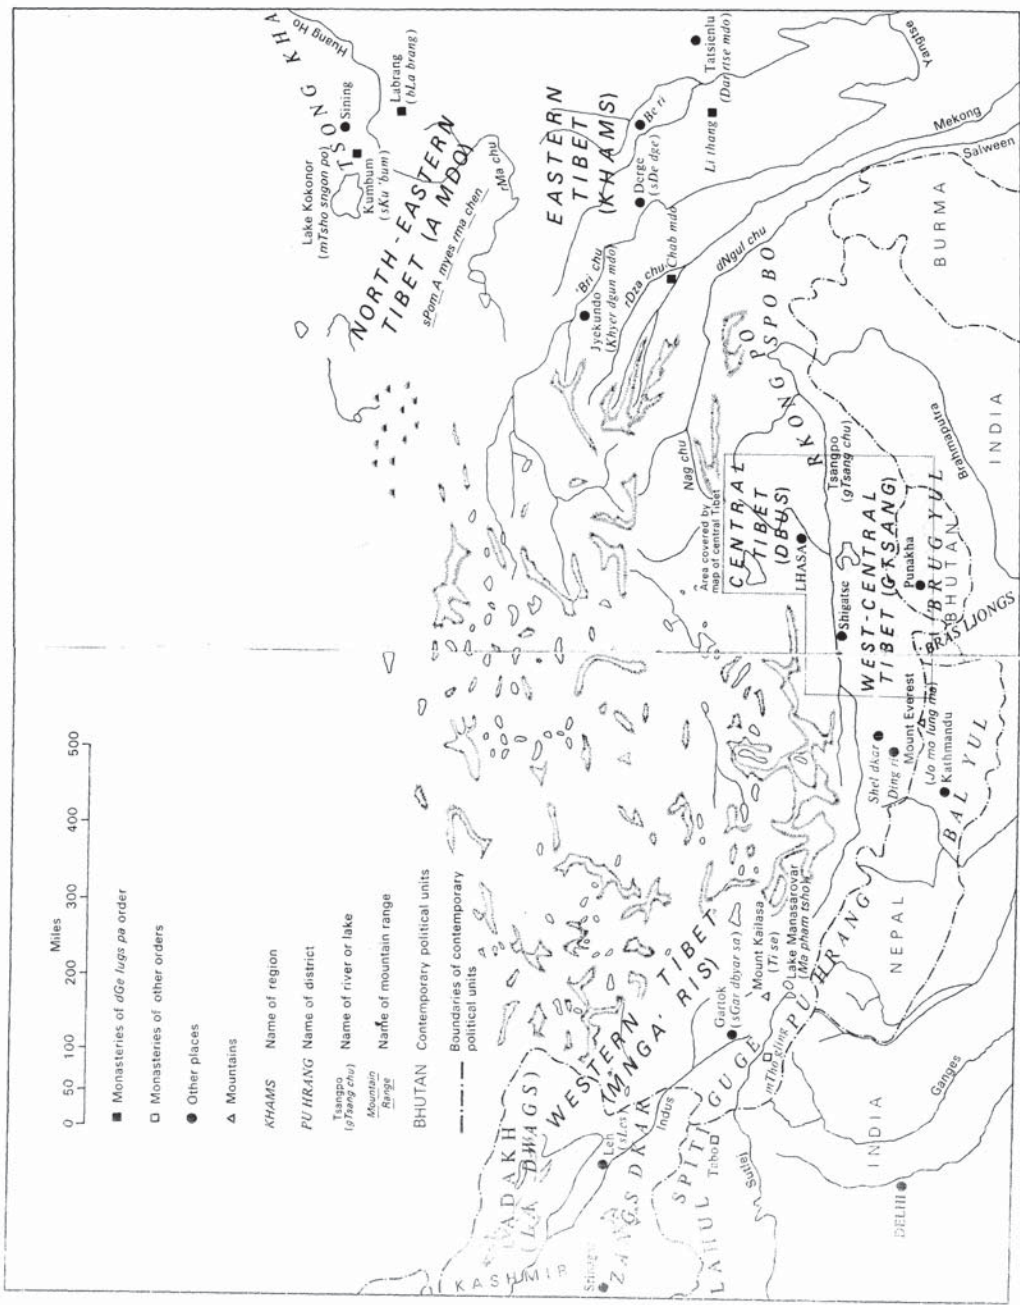 0 50 100 200 300 400 500
Miles
Monasteries of dGe lugs pa order
Monasteries of other orders
Other places
Mountains
KHAMS Name of region
PU HRANG Name of district
Tsangpo
(gTsang chu)
Name of river or lake
Mountain
Range
Name of mountain range
BHUTAN Contemporary political units
Boundaries of contemporary
political units
Lake Kokonor
(mTsho sngon po)
TSONG KHA
Huang Ho
Sining
Kumbum
(sKu 'bum)
Labrang
(bLa brang)
NORTH-EASTERN
TIBET (A MDO)
sPom A myes rma chen
rMa chu
EASTERN
TIBET
(KHAMS)
'Bri chu
Jyekundo
(Khyer dgun mdo)
Derge
(sDe dge)
Be ri
Tatsienlu
(Dar rtse mdo)
Li thang
Yangtse
rDza chu
Chab mdo
Mekong
dNgul chu
Salween
Nag chu
Area covered by
map of central Tibet
CENTRAL
TIBET
(DBUS)
LHASA
RKONG PO
SPO BO
Tsangpo
(gTsang chu)
Shigatse
WEST-CENTRAL
TIBET (GTSANG)
Punakha
'BRUG YUL
BHUTAN
BRAS LJONGS
Brahmaputra
BURMA
INDIA
Shel dkar
Ding ri
Mount Everest
(Jo mo lung ma)
Kathmandu
BAL YUL
NEPAL
WESTERN TIBET
(MNGA' RIS)
Gartok
(sGar dbyar sa)
Mount Kailasa
(Ti se)
Lake Manasarovar
(Ma pham tsho)
PU HRANG
mTho gling
GUGE
LADAKH
(LA DWAGS)
Leh
(sLes)
Indus
ZANGS DKAR
SPITI
Tabo
LAHUL
Sutlej
KASHMIR
Srinagar
DELHI
INDIA
Ganges